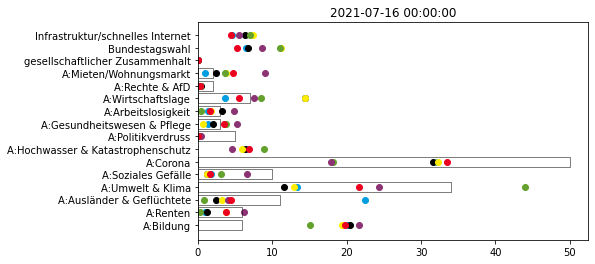 2021-07-16 00:00:00
Infrastruktur/schnelles Internet
Bundestagswahl
gesellschaftlicher Zusammenhalt
A:Mieten/Wohnungsmarkt
A:Rechte & AfD
A:Wirtschaftslage
A:Arbeitslosigkeit
A:Gesundheitswesen & Pflege
A:Politikverdruss
A:Hochwasser & Katastrophenschutz
A:Corona
A:Soziales Gefälle
A:Umwelt & Klima
A:Ausländer & Geflüchtete
A:Renten
A:Bildung
0 10 20 30 40 50